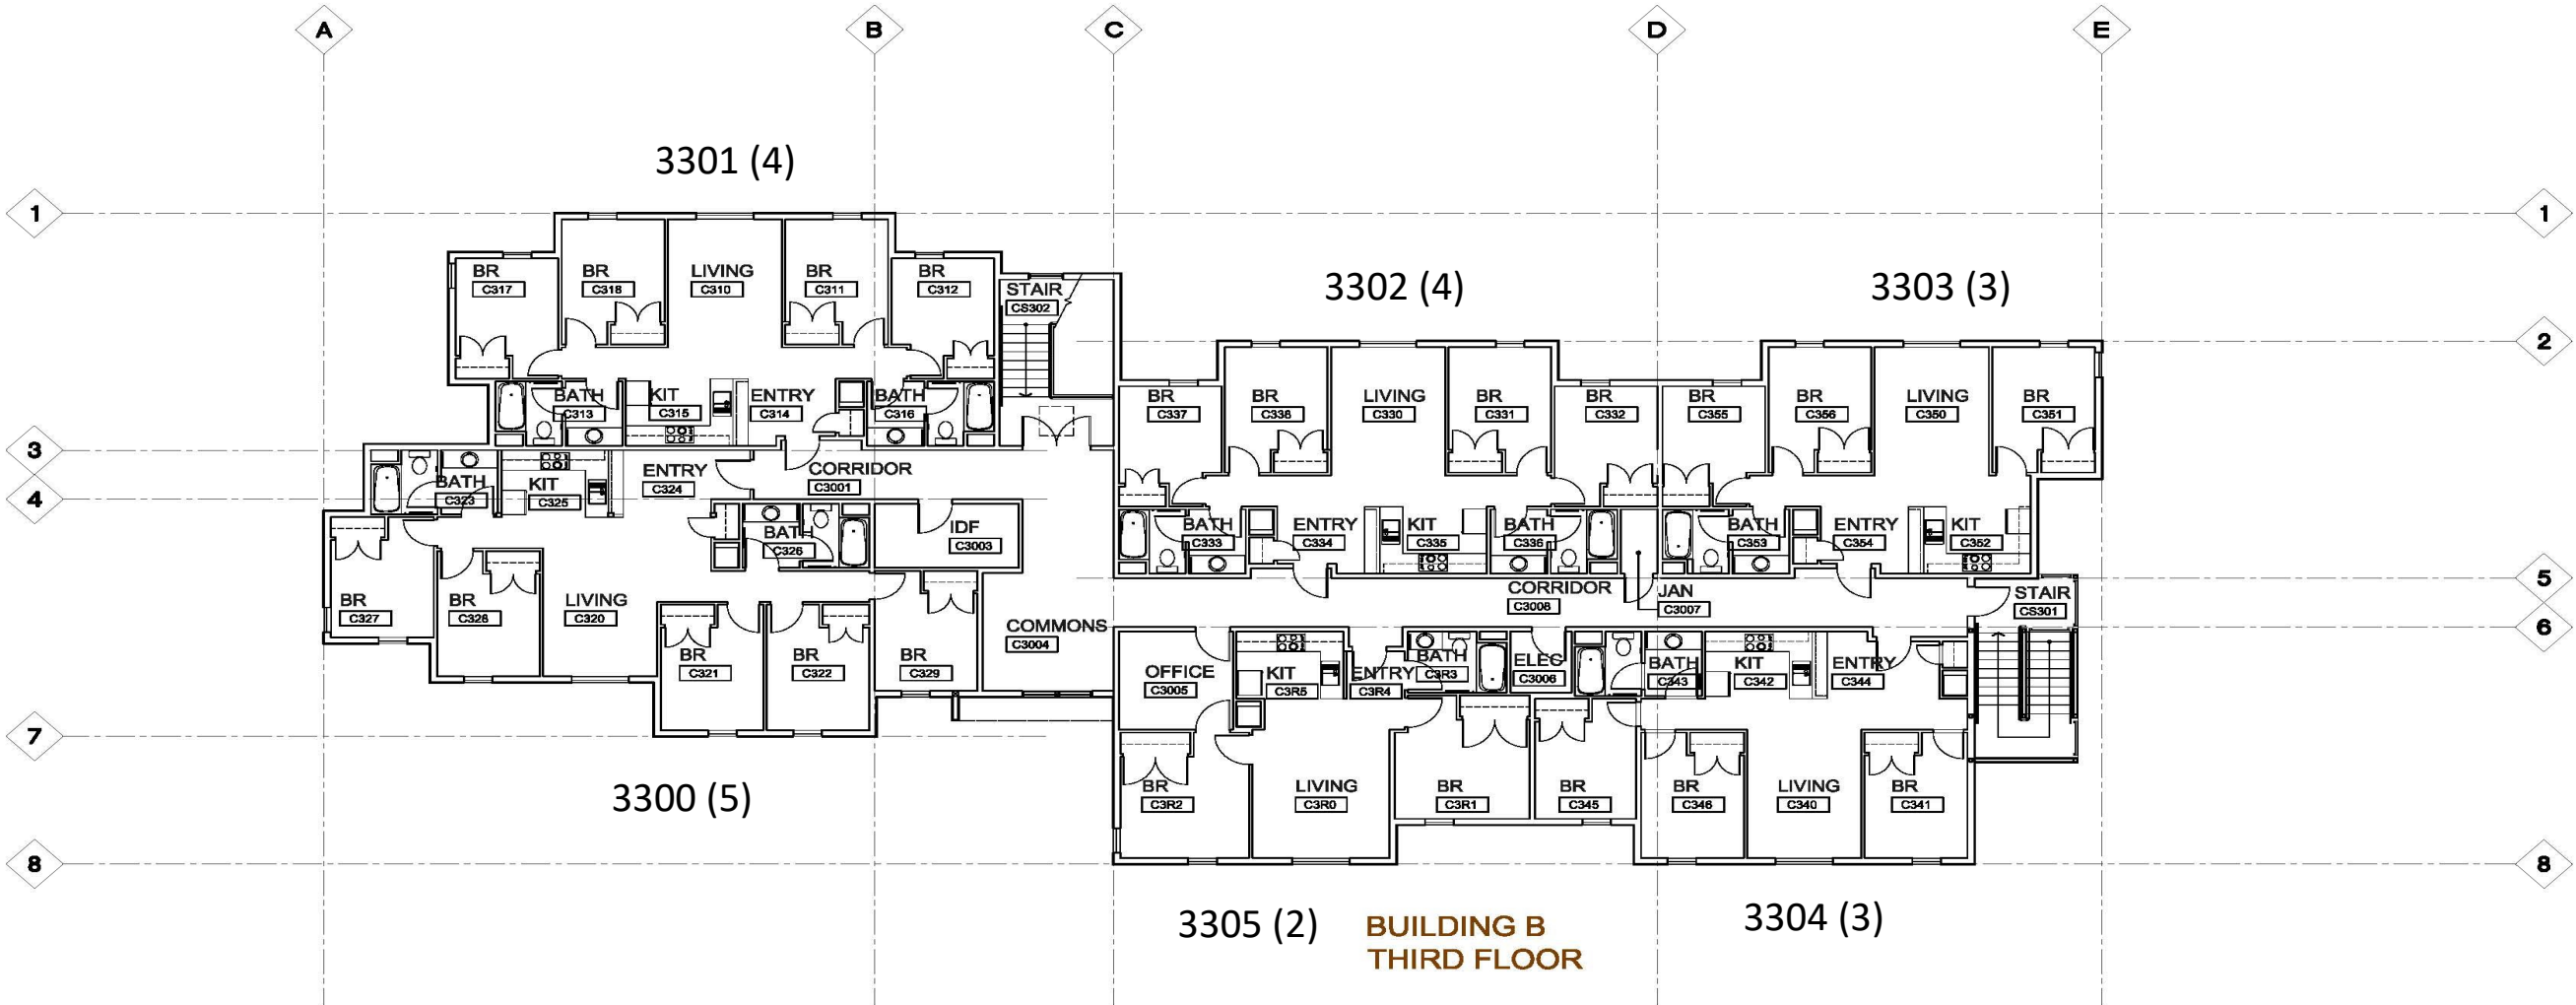 A B C D E
3301 (4)
1 1
BR C317
BR C318
LIVING C310
BR C311
BR C312
STAIR CS302
3302 (4)
3303 (3)
2
BATH C313
KIT C315
ENTRY C314
BATH C316
BR C337
BR C338
LIVING C330
BR C331
BR C332
BR C355
BR C356
LIVING C350
BR C351
3
4
BATH C323
KIT C325
ENTRY C324
CORRIDOR C3001
BATH C326
IDF C3003
BATH C333
ENTRY C334
KIT C335
BATH C336
BATH C353
ENTRY C354
KIT C352
5
BR C327
BR C328
LIVING C320
CORRIDOR C3008
JAN C3007
STAIR CS301
6
BR C321
BR C322
BR C329
COMMONS C3004
OFFICE C3005
KIT C3R5
ENTRY C3R4
BATH C3R3
ELEC C3006
BATH C343
KIT C342
ENTRY C344
7
3300 (5)
BR C3R2
LIVING C3R0
BR C3R1
BR C345
BR C346
LIVING C340
BR C341
8 8
3305 (2)
BUILDING B
THIRD FLOOR
3304 (3)